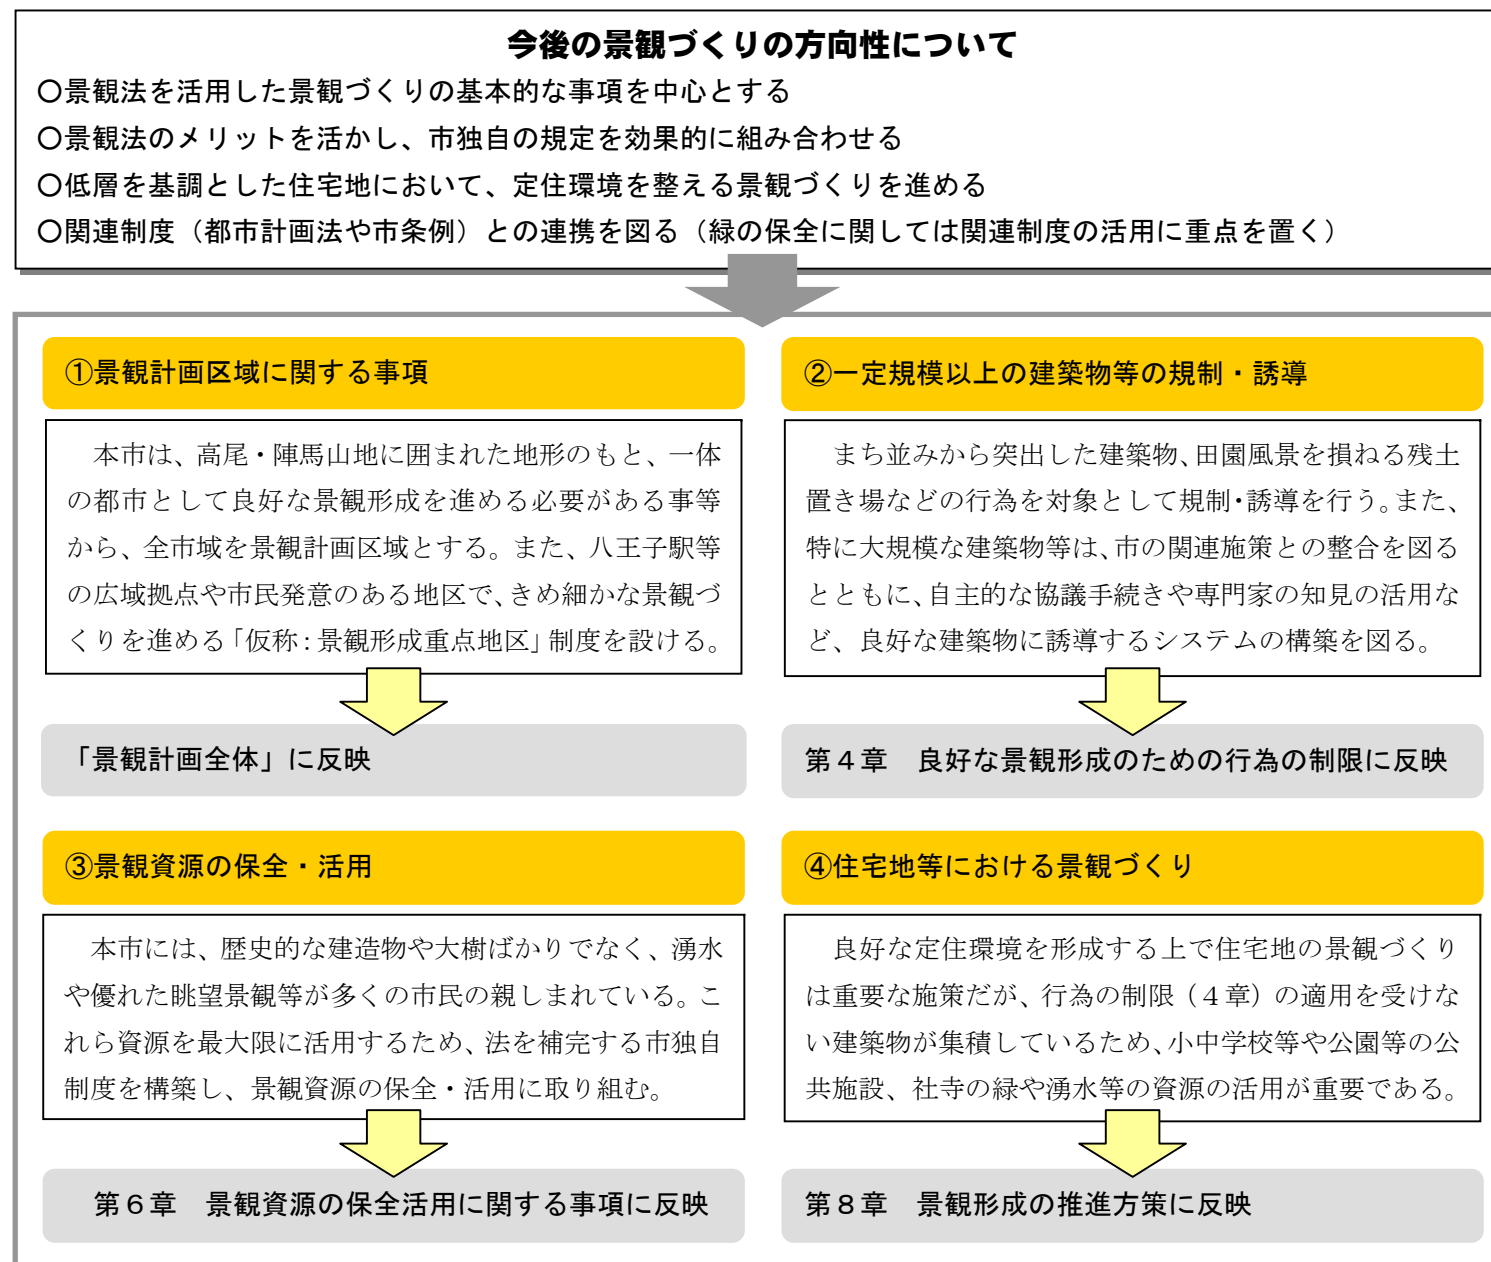 今後の景観づくりの方向性について
〇景観法を活用した景観づくりの基本的な事項を中心とする
〇景観法のメリットを活かし、市独自の規定を効果的に組み合わせる
〇低層を基調とした住宅地において、定住環境を整える景観づくりを進める
〇関連制度（都市計画法や市条例）との連携を図る（緑の保全に関しては関連制度の活用に重点を置く）
①景観計画区域に関する事項
本市は、高尾・陣馬山地に囲まれた地形のもと、一体
の都市として良好な景観形成を進める必要がある事等
から、全市域を景観計画区域とする。また、八王子駅等
の広域拠点や市民発意のある地区で、きめ細かな景観づ
くりを進める「仮称：景観形成重点地区」制度を設ける。
「景観計画全体」に反映
②一定規模以上の建築物等の規制・誘導
まち並みから突出した建築物、田園風景を損ねる残土
置き場などの行為を対象として規制・誘導を行う。また、
特に大規模な建築物等は、市の関連施策との整合を図る
とともに、自主的な協議手続きや専門家の知見の活用な
ど、良好な建築物に誘導するシステムの構築を図る。
第４章　良好な景観形成のための行為の制限に反映
③景観資源の保全・活用
本市には、歴史的な建造物や大樹ばかりでなく、湧水
や優れた眺望景観等が多くの市民の親しまれている。こ
れら資源を最大限に活用するため、法を補完する市独自
制度を構築し、景観資源の保全・活用に取り組む。
第６章　景観資源の保全活用に関する事項に反映
④住宅地等における景観づくり
良好な定住環境を形成する上で住宅地の景観づくり
は重要な施策だが、行為の制限（４章）の適用を受けな
い建築物が集積しているため、小中学校等や公園等の公
共施設、社寺の緑や湧水等の資源の活用が重要である。
第８章　景観形成の推進方策に反映